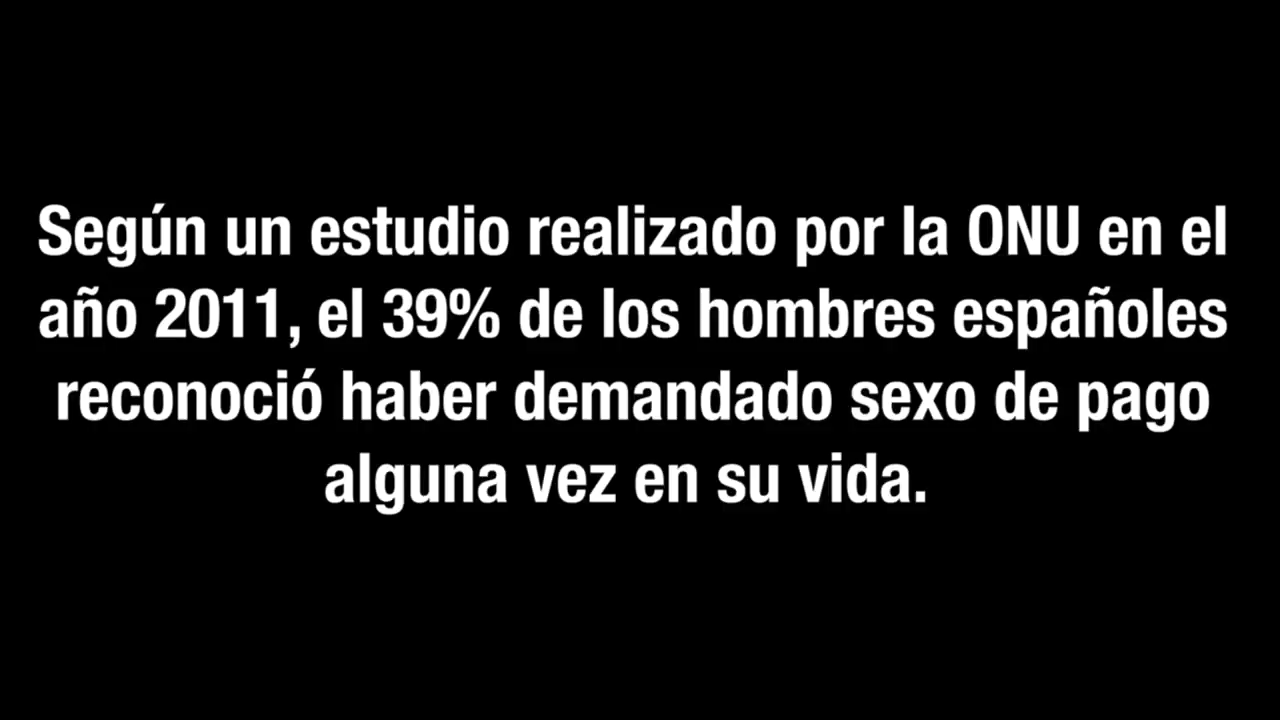 Según un estudio realizado por la ONU en el
año 2011, el 39% de los hombres españoles
reconoció haber demandado sexo de pago
alguna vez en su vida.